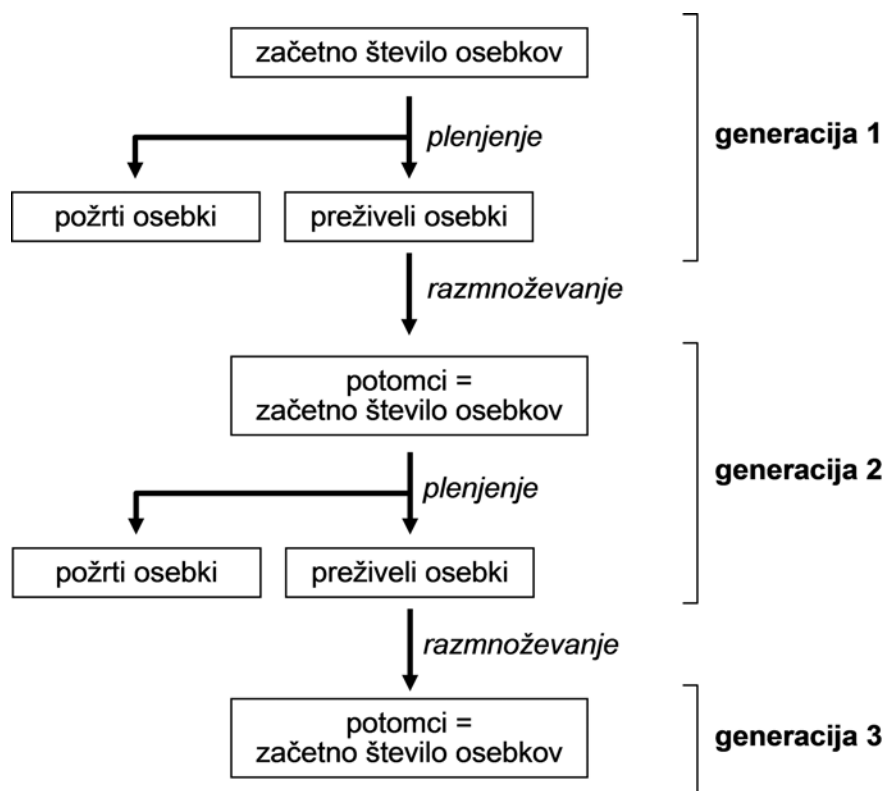 začetno število osebkov
plenjenje
generacija 1
požrti osebki
preživeli osebki
razmnoževanje
potomci =
začetno število osebkov
plenjenje
generacija 2
požrti osebki
preživeli osebki
razmnoževanje
potomci =
začetno število osebkov
generacija 3